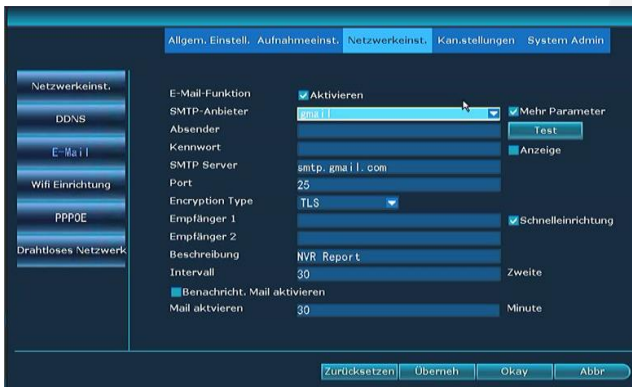 Allgem. Einstell. Aufnahmeeinst. Netzwerkeinst. Kan.stellungen System Admin
Netzwerkeinst.
DDNS
E-Mail
Wifi Einrichtung
PPPOE
Drahtloses Netzwerk
E-Mail-Funktion Aktivieren
SMTP-Anbieter gmail Mehr Parameter
Absender Test
Kennwort Anzeige
SMTP Server smtp.gmail.com
Port 25
Encryption Type TLS
Empfänger 1 Schnelleinrichtung
Empfänger 2
Beschreibung NVR Report
Intervall 30 Zweite
Benachricht. Mail aktivieren
Mail aktvieren 30 Minute
Zurücksetzen Überneh Okay Abbr